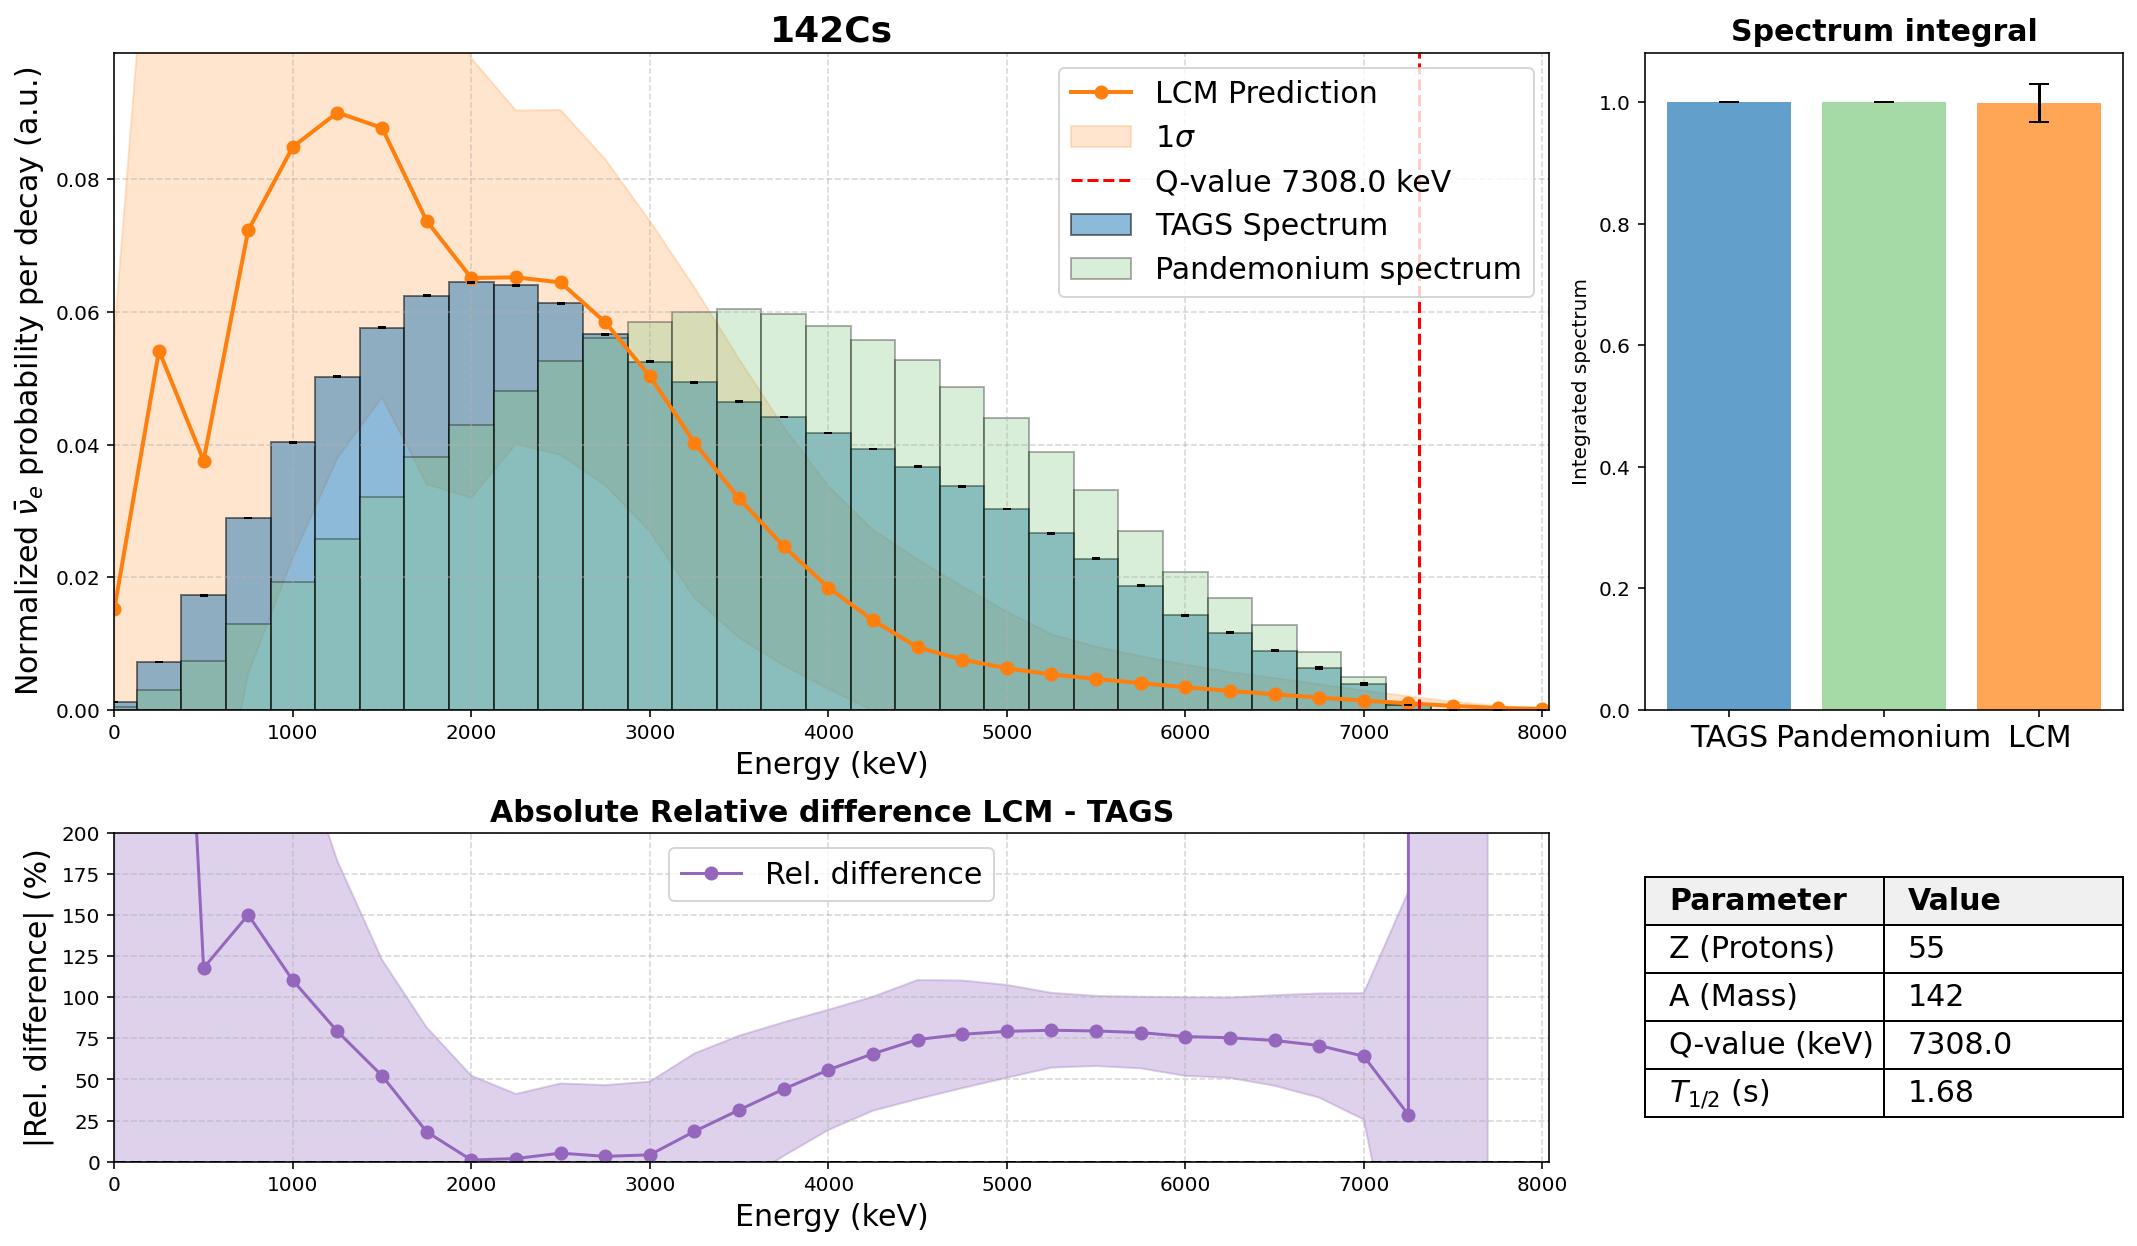 142Cs
Normalized ν̄e probability per decay (a.u.)
0.08
0.06
0.04
0.02
0.00
LCM Prediction
1σ
Q-value 7308.0 keV
TAGS Spectrum
Pandemonium spectrum
0 1000 2000 3000 4000 5000 6000 7000 8000
Energy (keV)
Spectrum integral
Integrated spectrum
1.0
0.8
0.6
0.4
0.2
0.0
TAGS Pandemonium LCM
Absolute Relative difference LCM - TAGS
|Rel. difference| (%)
200
175
150
125
100
75
50
25
0
Rel. difference
0 1000 2000 3000 4000 5000 6000 7000 8000
Energy (keV)
Parameter Value
Z (Protons) 55
A (Mass) 142
Q-value (keV) 7308.0
T1/2 (s) 1.68